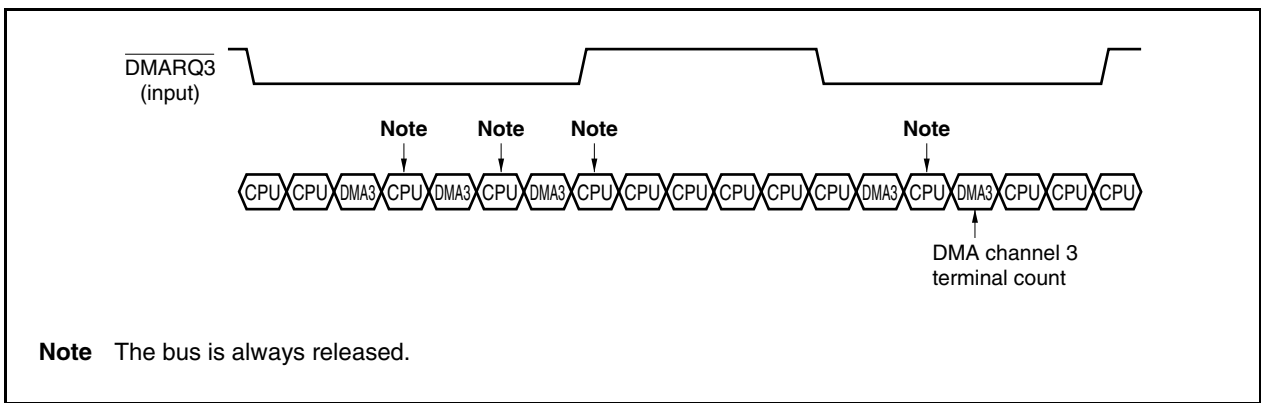 DMARQ3
(input)
Note Note Note Note
CPU CPU DMA3 CPU DMA3 CPU DMA3 CPU CPU CPU CPU CPU CPU DMA3 CPU DMA3 CPU CPU CPU
DMA channel 3
terminal count
Note The bus is always released.